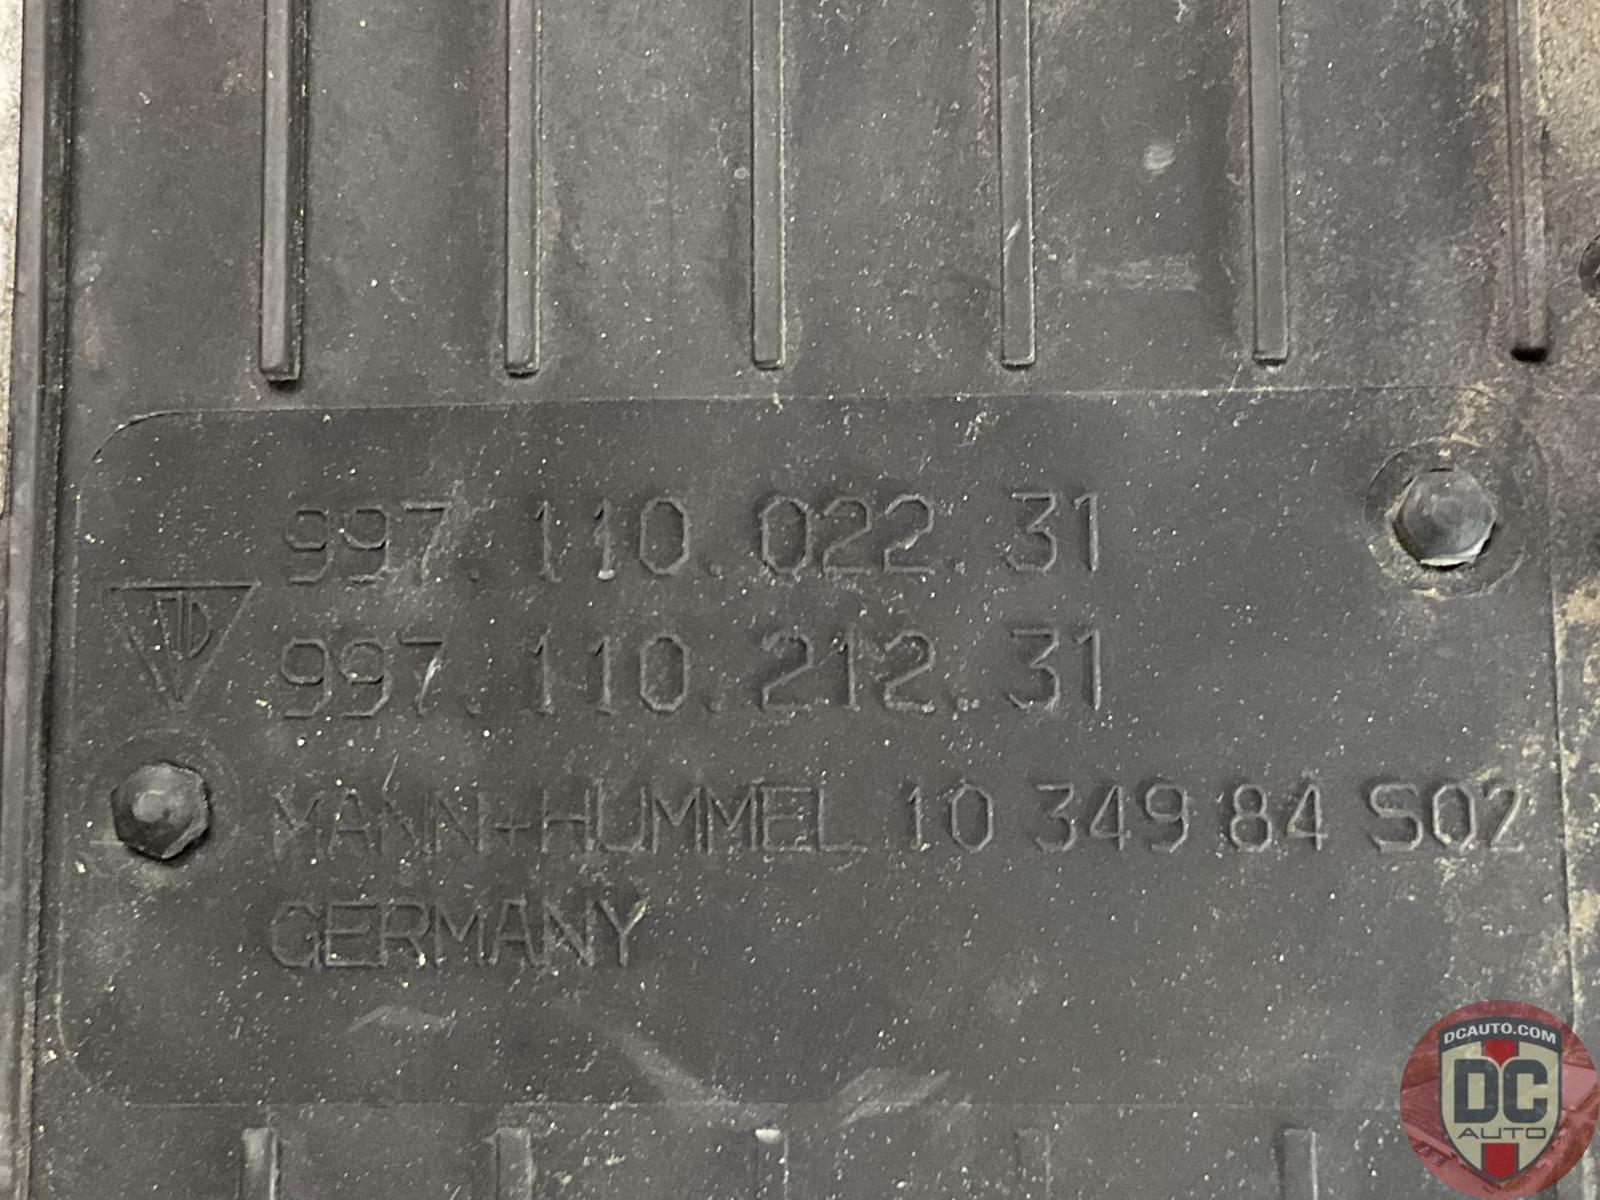 997.110.022.31
997.110.212.31
MANN+HUMMEL 10 349 84 S02
GERMANY
DCAUTO.COM
DC
AUTO